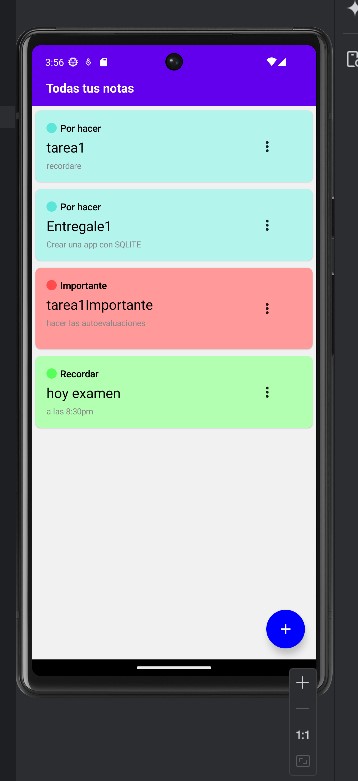 3:56
Todas tus notas
Por hacer
tarea1
recordare
Por hacer
Entregale1
Crear una app con SQLITE
Importante
tarea1Importante
hacer las autoevaluaciones
Recordar
hoy examen
a las 8:30pm
+
+
1:1